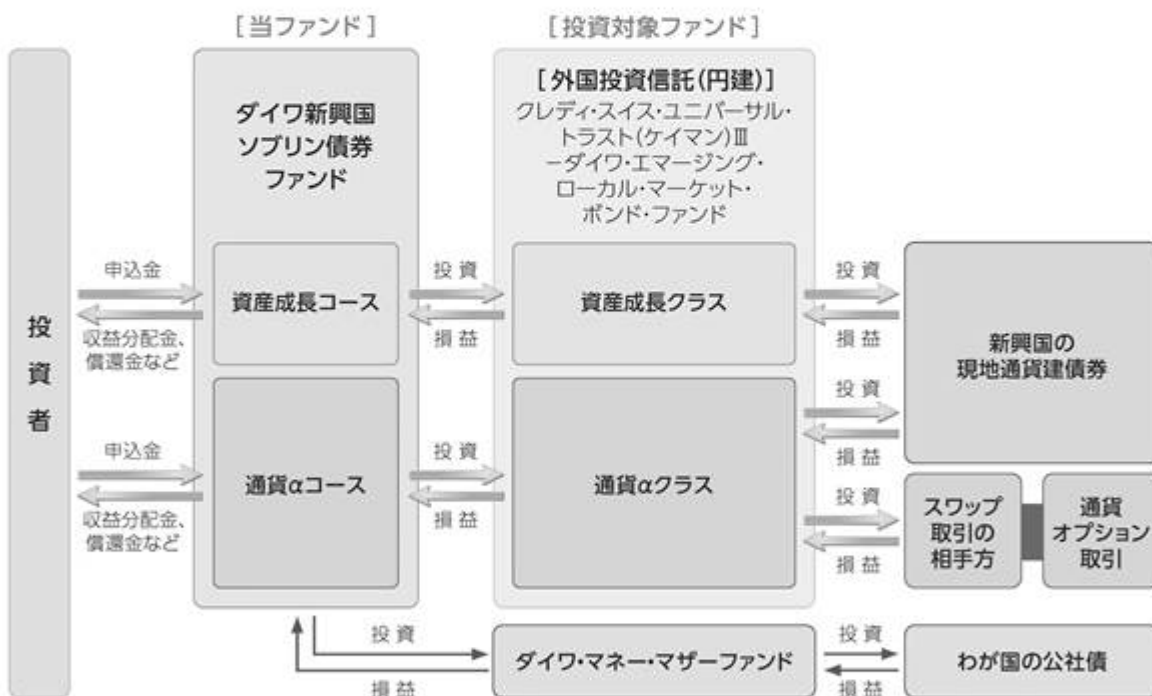 [当ファンド]
[投資対象ファンド]
投資者
ダイワ新興国
ソブリン債券
ファンド
[外国投資信託(円建)]
クレディ・スイス・ユニバーサル・
トラスト(ケイマン)Ⅲ
－ダイワ・エマージング・
ローカル・マーケット・
ボンド・ファンド
申込金
収益分配金、
償還金など
資産成長コース
投資
損益
資産成長クラス
投資
損益
新興国の
現地通貨建債券
申込金
収益分配金、
償還金など
通貨αコース
投資
損益
通貨αクラス
投資
損益
投資
損益
スワップ
取引の
相手方
通貨
オプション
取引
投資
損益
ダイワ・マネー・マザーファンド
投資
損益
わが国の公社債